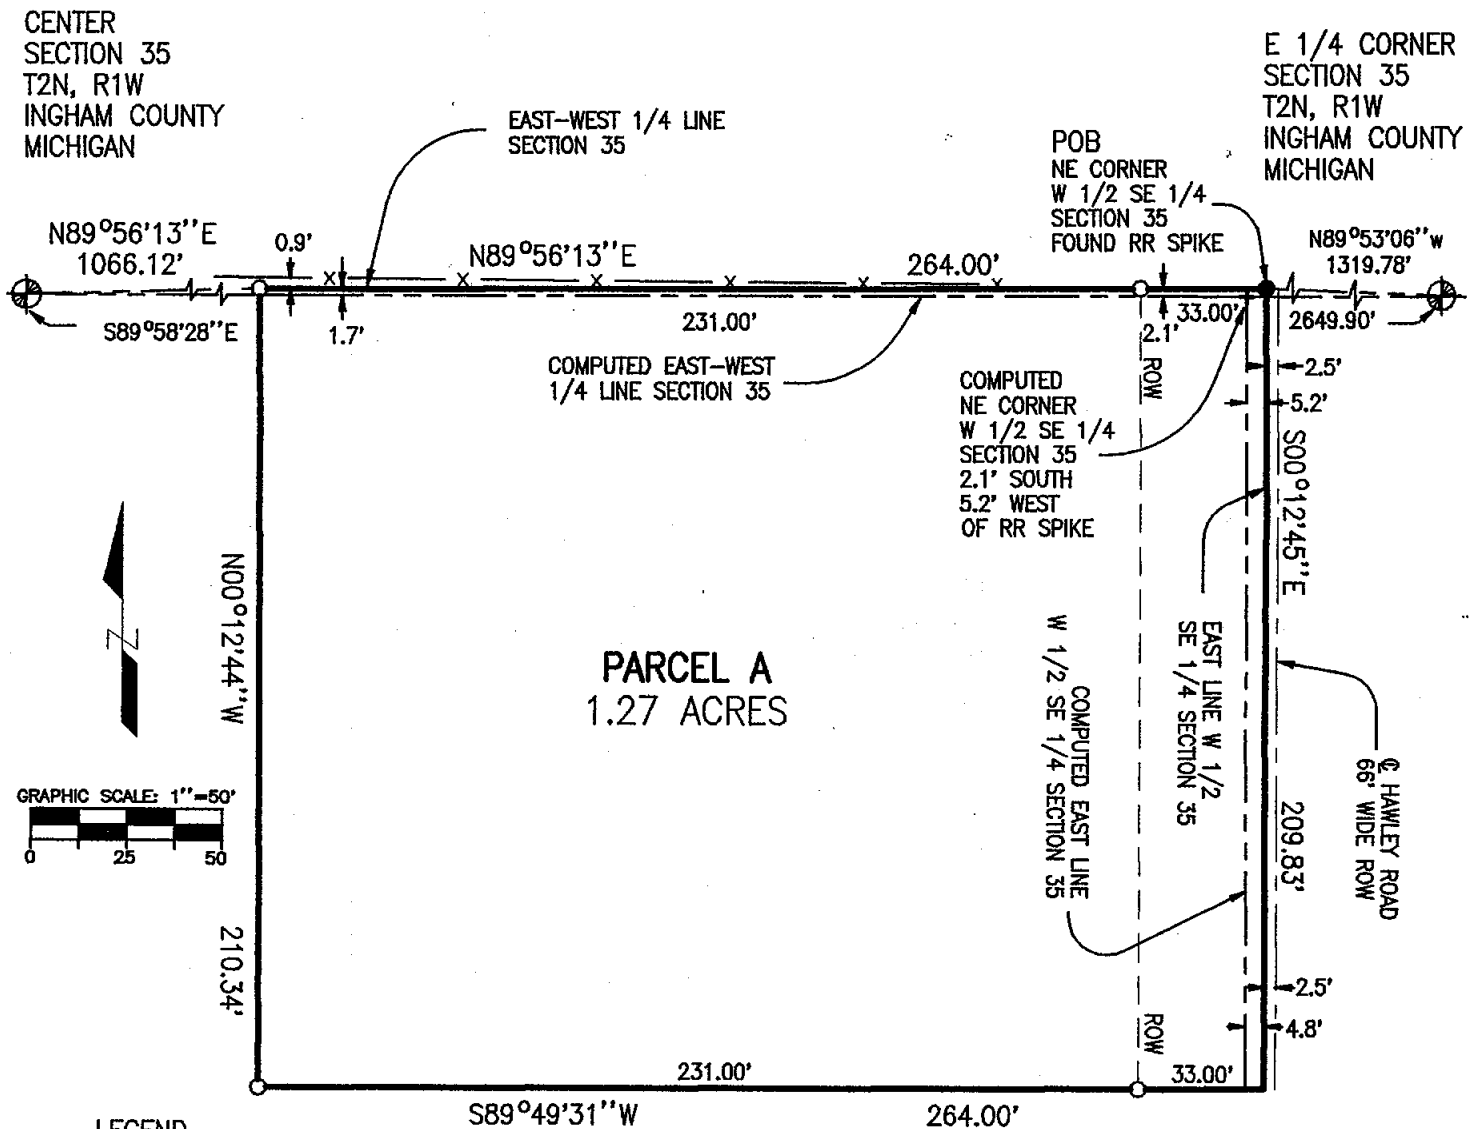 CENTER
SECTION 35
T2N, R1W
INGHAM COUNTY
MICHIGAN
E 1/4 CORNER
SECTION 35
T2N, R1W
INGHAM COUNTY
MICHIGAN
EAST-WEST 1/4 LINE
SECTION 35
POB
NE CORNER
W 1/2 SE 1/4
SECTION 35
FOUND RR SPIKE
N89°56'13''E
1066.12'
0.9'
N89°56'13''E
264.00'
N89°53'06''W
1319.78'
S89°58'28''E
1.7'
231.00'
2.1'
33.00'
2649.90'
COMPUTED EAST-WEST
1/4 LINE SECTION 35
ROW
2.5'
5.2'
COMPUTED
NE CORNER
W 1/2 SE 1/4
SECTION 35
2.1' SOUTH
5.2' WEST
OF RR SPIKE
S00°12'45''E
209.83'
N00°12'44''W
210.34'
Z
PARCEL A
1.27 ACRES
EAST LINE W 1/2
SE 1/4 SECTION 35
COMPUTED EAST LINE
W 1/2 SE 1/4 SECTION 35
℄ HAWLEY ROAD
66' WIDE ROW
GRAPHIC SCALE: 1''=50'
0 25 50
2.5'
4.8'
ROW
231.00'
33.00'
S89°49'31''W
264.00'
LEGEND